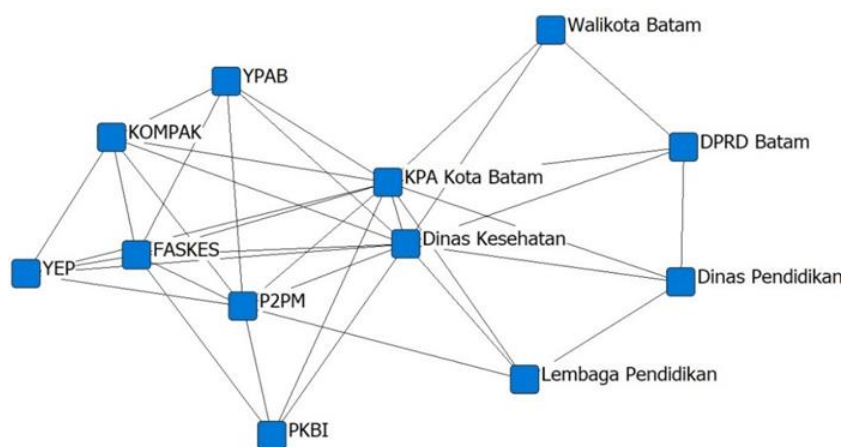 Walikota Batam
YPAB
KOMPAK
DPRD Batam
KPA Kota Batam
Dinas Kesehatan
FASKES
YEP
Dinas Pendidikan
P2PM
Lembaga Pendidikan
PKBI